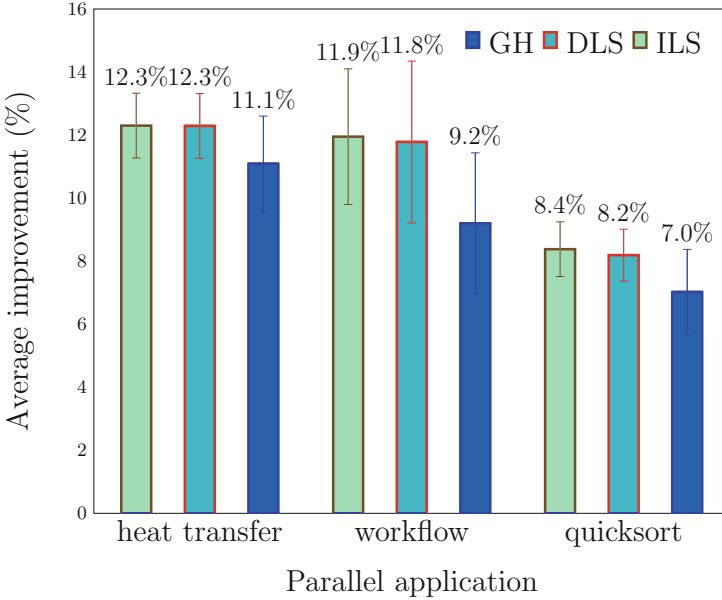 Average improvement (%)
16
14
12
10
8
6
4
2
0
GH DLS ILS
12.3% 12.3% 11.1%
11.9% 11.8% 9.2%
8.4% 8.2% 7.0%
heat transfer workflow quicksort
Parallel application